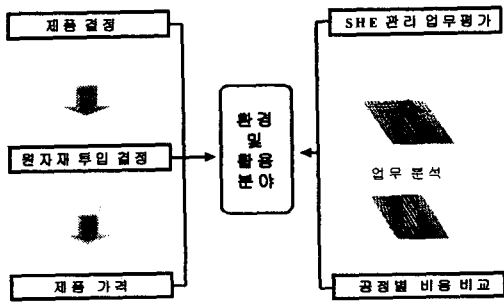 제품 결정
원자재 투입 결정
제품 가격
환경
및
활용
분야
SHE 관리 업무평가
업무 분석
공정별 비용 비교